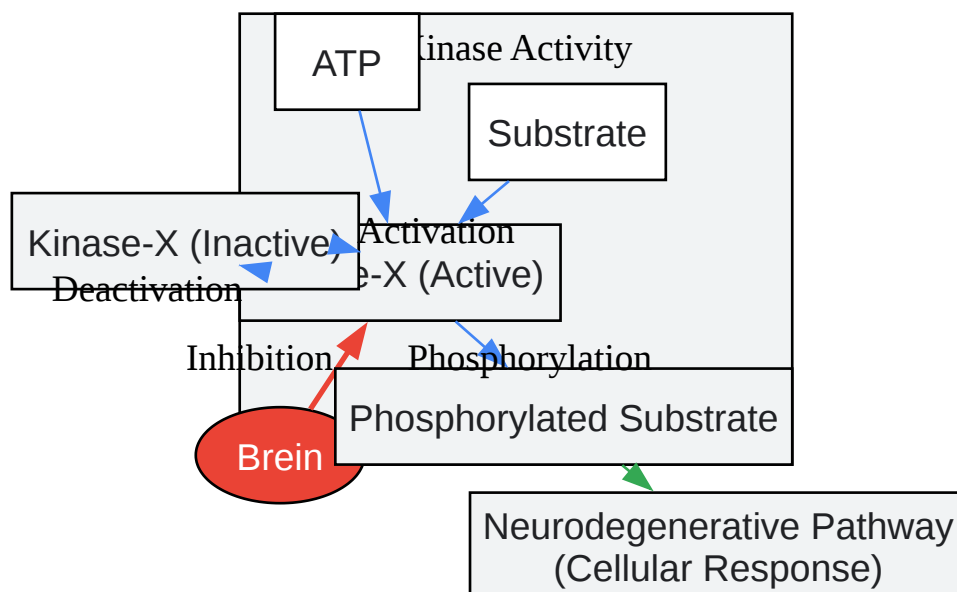 ATP
Kinase Activity
Substrate
Kinase-X (Inactive)
Activation
e-X (Active)
Deactivation
Inhibition
Phosphorylation
Phosphorylated Substrate
Brein
Neurodegenerative Pathway
(Cellular Response)